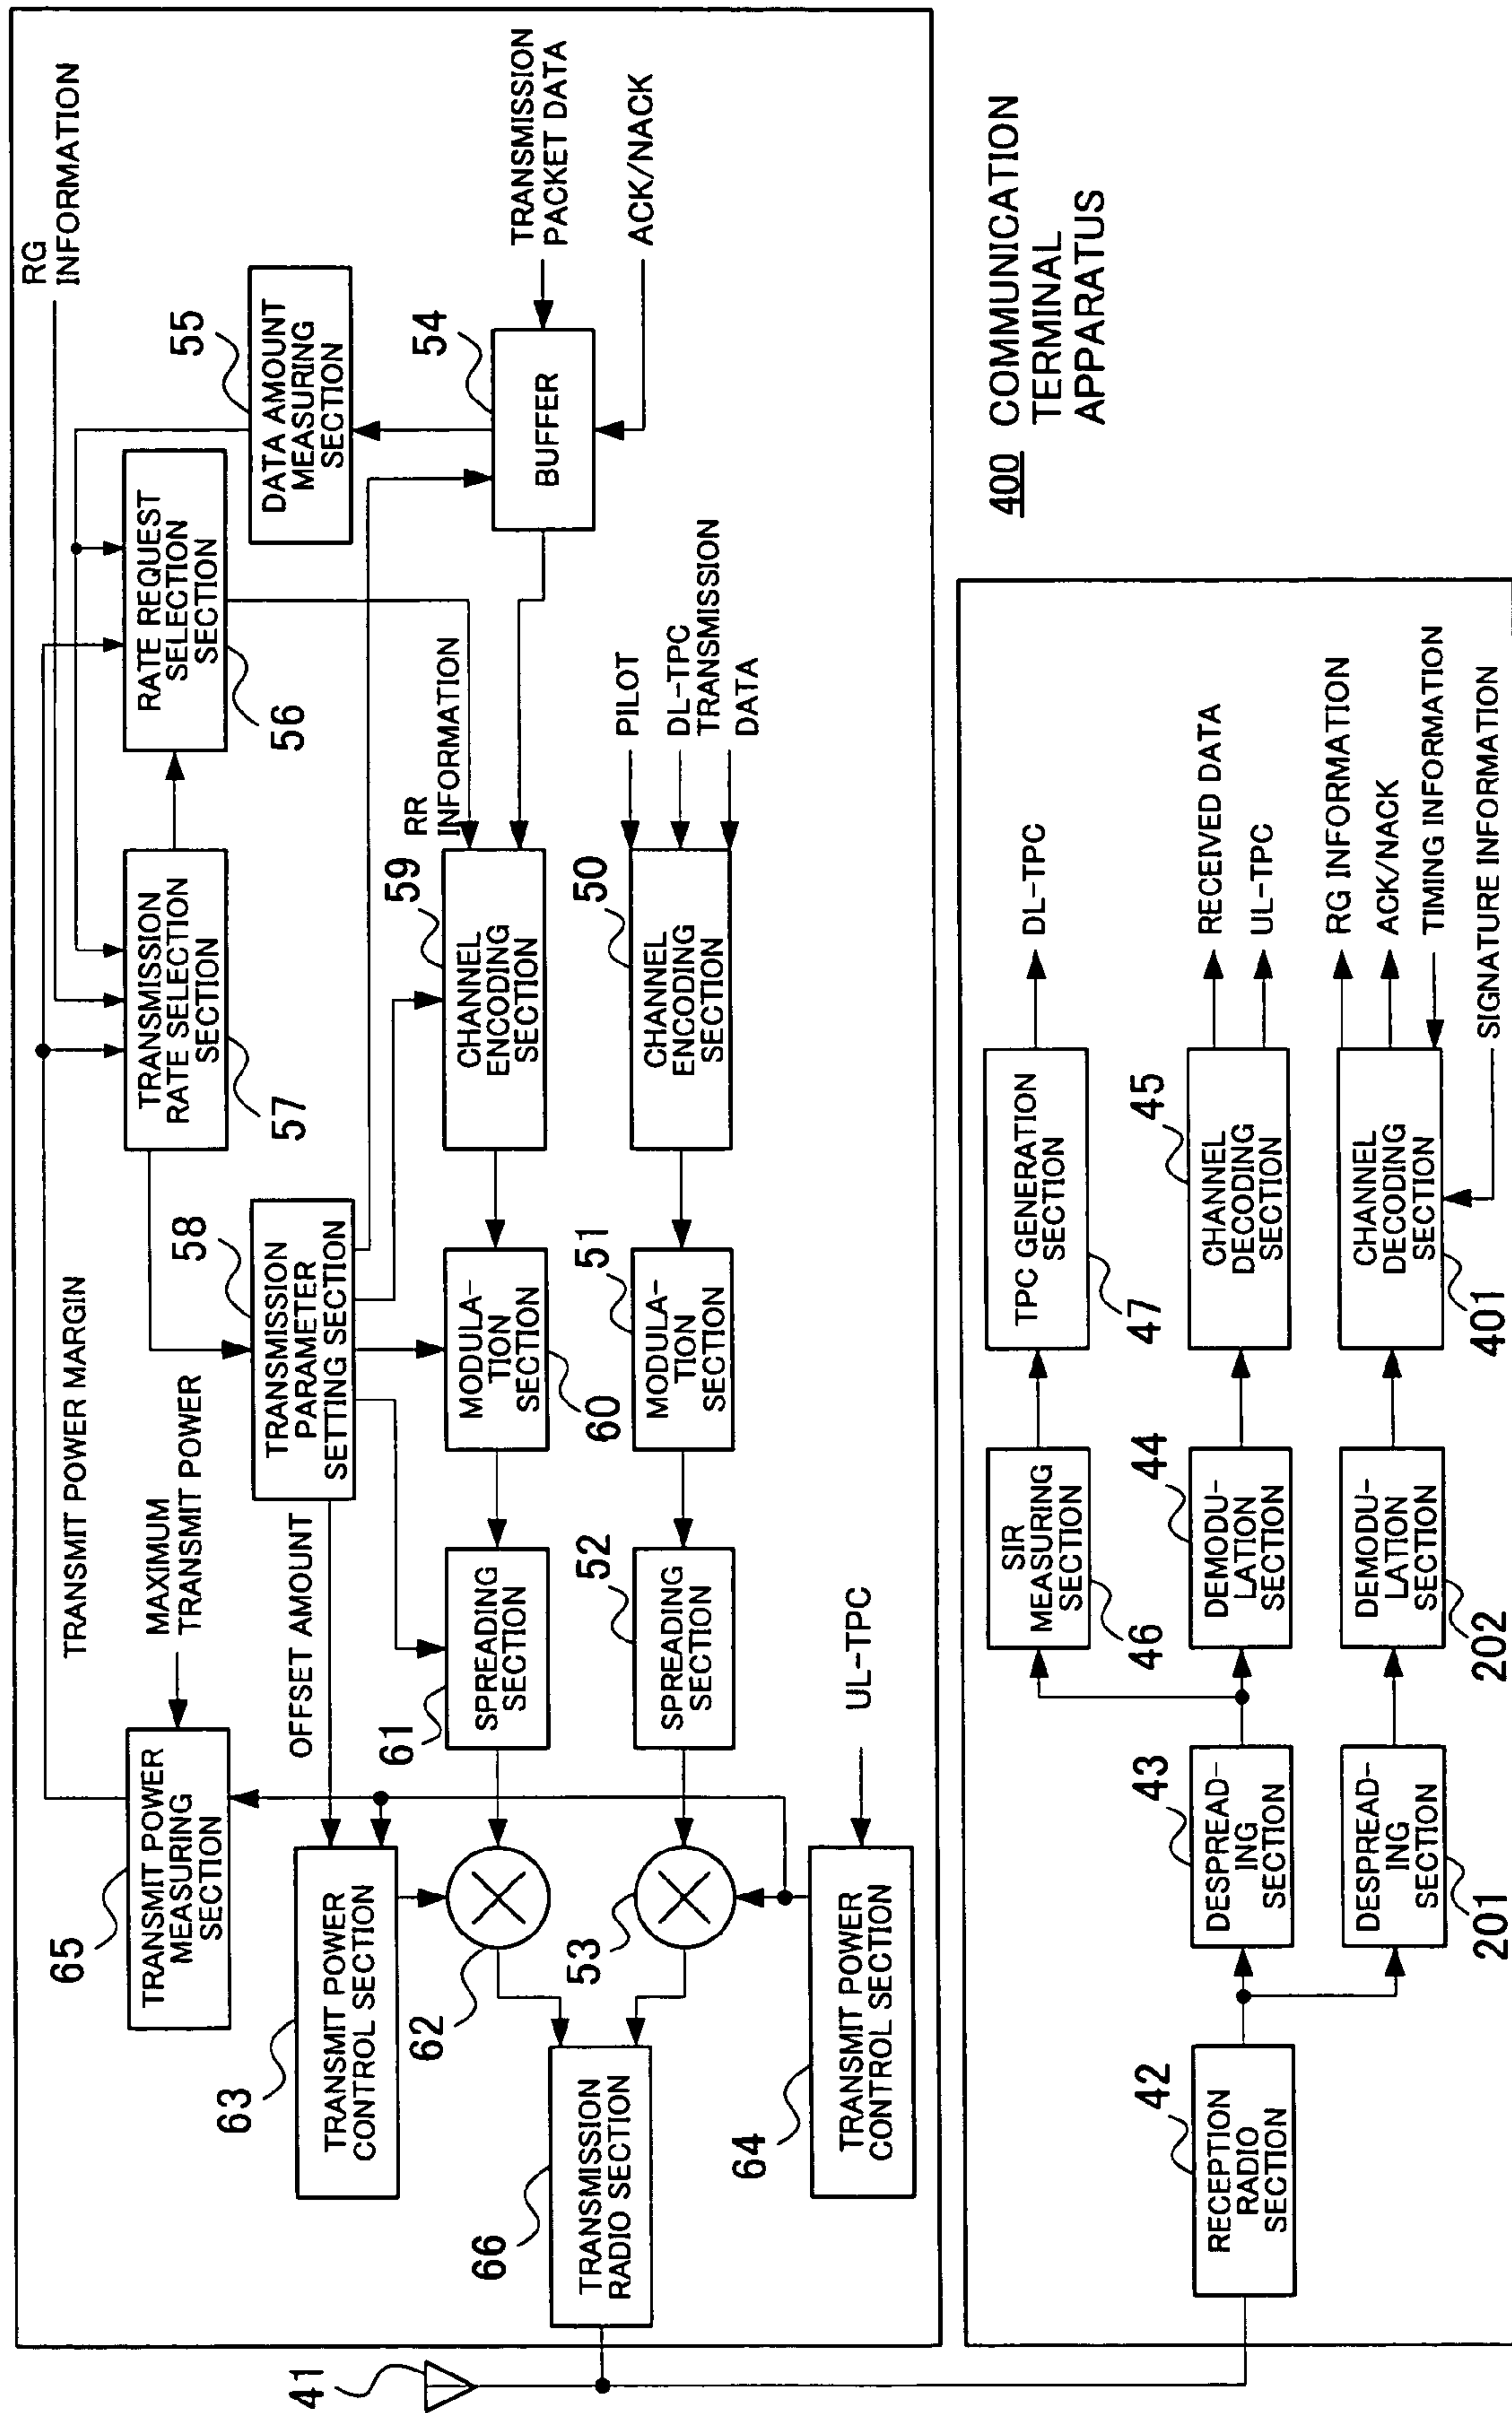 TRANSMIT POWER MARGIN
RG
INFORMATION
65
TRANSMIT POWER
MEASURING
SECTION
MAXIMUM
TRANSMIT POWER
57
TRANSMISSION
RATE SELECTION
SECTION
56
RATE REQUEST
SELECTION
SECTION
58
TRANSMISSION
PARAMETER
SETTING SECTION
55
DATA AMOUNT
MEASURING
SECTION
OFFSET AMOUNT
63
TRANSMIT POWER
CONTROL SECTION
54
BUFFER
TRANSMISSION
PACKET DATA
ACK/NACK
62
61
SPREADING
SECTION
60
MODULA-
TION
SECTION
59
CHANNEL
ENCODING
SECTION
RR
INFORMATION
41
66
TRANSMISSION
RADIO SECTION
53
52
SPREADING
SECTION
51
MODULA-
TION
SECTION
50
CHANNEL
ENCODING
SECTION
PILOT
DL-TPC
TRANSMISSION
DATA
64
TRANSMIT POWER
CONTROL SECTION
UL-TPC
400 COMMUNICATION
TERMINAL
APPARATUS
46
SIR
MEASURING
SECTION
47
TPC GENERATION
SECTION
DL-TPC
42
RECEPTION
RADIO
SECTION
43
DESPREAD-
ING
SECTION
44
DEMODU-
LATION
SECTION
45
CHANNEL
DECODING
SECTION
RECEIVED DATA
UL-TPC
201
DESPREAD-
ING
SECTION
202
DEMODU-
LATION
SECTION
401
CHANNEL
DECODING
SECTION
RG INFORMATION
ACK/NACK
TIMING INFORMATION
SIGNATURE INFORMATION